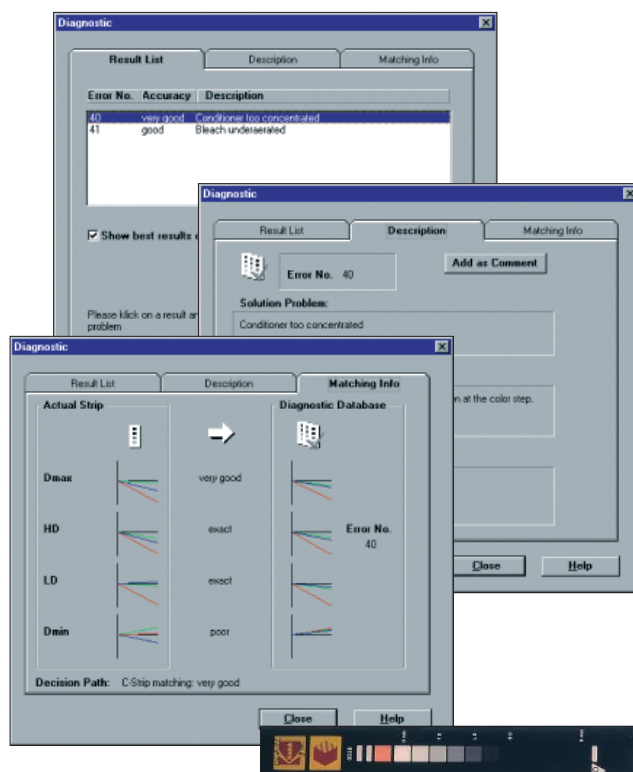 Diagnostic
Result List Description Matching Info
Error No. Accuracy Description
40 very good Conditioner too concentrated
41 good Bleach underaerated
Show best results
Please klick on a result
problem
Diagnostic
Result List Description Matching Info
Error No. 40 Add as Comment
Solution Problem:
Conditioner too concentrated
at the color step.
Close Help
Diagnostic
Result List Description Matching Info
Actual Strip Diagnostic Database
Dmax very good
HD exact Error No.
40
LD exact
Dmin poor
Decision Path: C-Strip matching: very good
Close Help